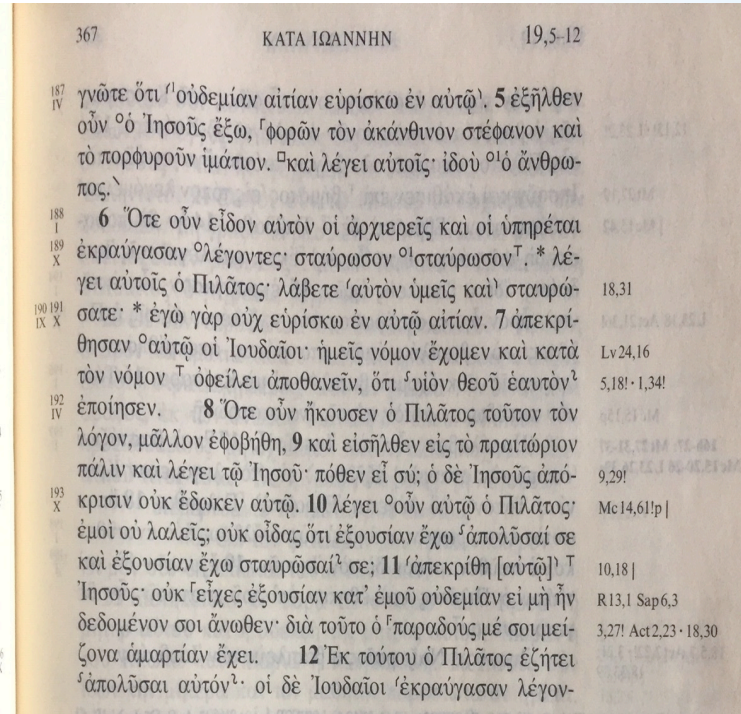 367 ΚΑΤΑ ΙΩΑΝΝΗΝ 19,5–12
187 IV γνῶτε ὅτι ⸂¹οὐδεμίαν αἰτίαν εὑρίσκω ἐν αὐτῷ⸃. 5 ἐξῆλθεν
οὖν °ὁ Ἰησοῦς ἔξω, ⸀φορῶν τὸν ἀκάνθινον στέφανον καὶ
τὸ πορφυροῦν ἱμάτιον. ⸋καὶ λέγει αὐτοῖς· ἰδοὺ °¹ὁ ἄνθρω-
πος.⸌
188 I 6 Ὅτε οὖν εἶδον αὐτὸν οἱ ἀρχιερεῖς καὶ οἱ ὑπηρέται
189 X ἐκραύγασαν °λέγοντες· σταύρωσον °¹σταύρωσον⸆. * λέ-
γει αὐτοῖς ὁ Πιλᾶτος· λάβετε ⸂αὐτὸν ὑμεῖς καὶ⸃ σταυρώ- 18,31
190 IX 191 X σατε· * ἐγὼ γὰρ οὐχ εὑρίσκω ἐν αὐτῷ αἰτίαν. 7 ἀπεκρί-
θησαν °αὐτῷ οἱ Ἰουδαῖοι· ἡμεῖς νόμον ἔχομεν καὶ κατὰ Lv 24,16
τὸν νόμον ⸆ ὀφείλει ἀποθανεῖν, ὅτι ⸉υἱὸν θεοῦ ἑαυτὸν⸊ 5,18! · 1,34!
192 IV ἐποίησεν. 8 Ὅτε οὖν ἤκουσεν ὁ Πιλᾶτος τοῦτον τὸν
λόγον, μᾶλλον ἐφοβήθη, 9 καὶ εἰσῆλθεν εἰς τὸ πραιτώριον
πάλιν καὶ λέγει τῷ Ἰησοῦ· πόθεν εἶ σύ; ὁ δὲ Ἰησοῦς ἀπό- 9,29!
193 X κρισιν οὐκ ἔδωκεν αὐτῷ. 10 λέγει °οὖν αὐτῷ ὁ Πιλᾶτος· Mc 14,61!p |
ἐμοὶ οὐ λαλεῖς; οὐκ οἶδας ὅτι ἐξουσίαν ἔχω ⸉ἀπολῦσαί σε
καὶ ἐξουσίαν ἔχω σταυρῶσαί⸊ σε; 11 ⸂ἀπεκρίθη [αὐτῷ]⸃ ⸆ 10,18 |
Ἰησοῦς· οὐκ ⸀εἶχες ἐξουσίαν κατ' ἐμοῦ οὐδεμίαν εἰ μὴ ἦν R 13,1 Sap 6,3
δεδομένον σοι ἄνωθεν· διὰ τοῦτο ὁ ⸀παραδούς μέ σοι μεί- 3,27! Act 2,23 · 18,30
ζονα ἁμαρτίαν ἔχει. 12 Ἐκ τούτου ὁ Πιλᾶτος ἐζήτει
⸉ἀπολῦσαι αὐτόν⸊· οἱ δὲ Ἰουδαῖοι ⸂ἐκραύγασαν λέγον-